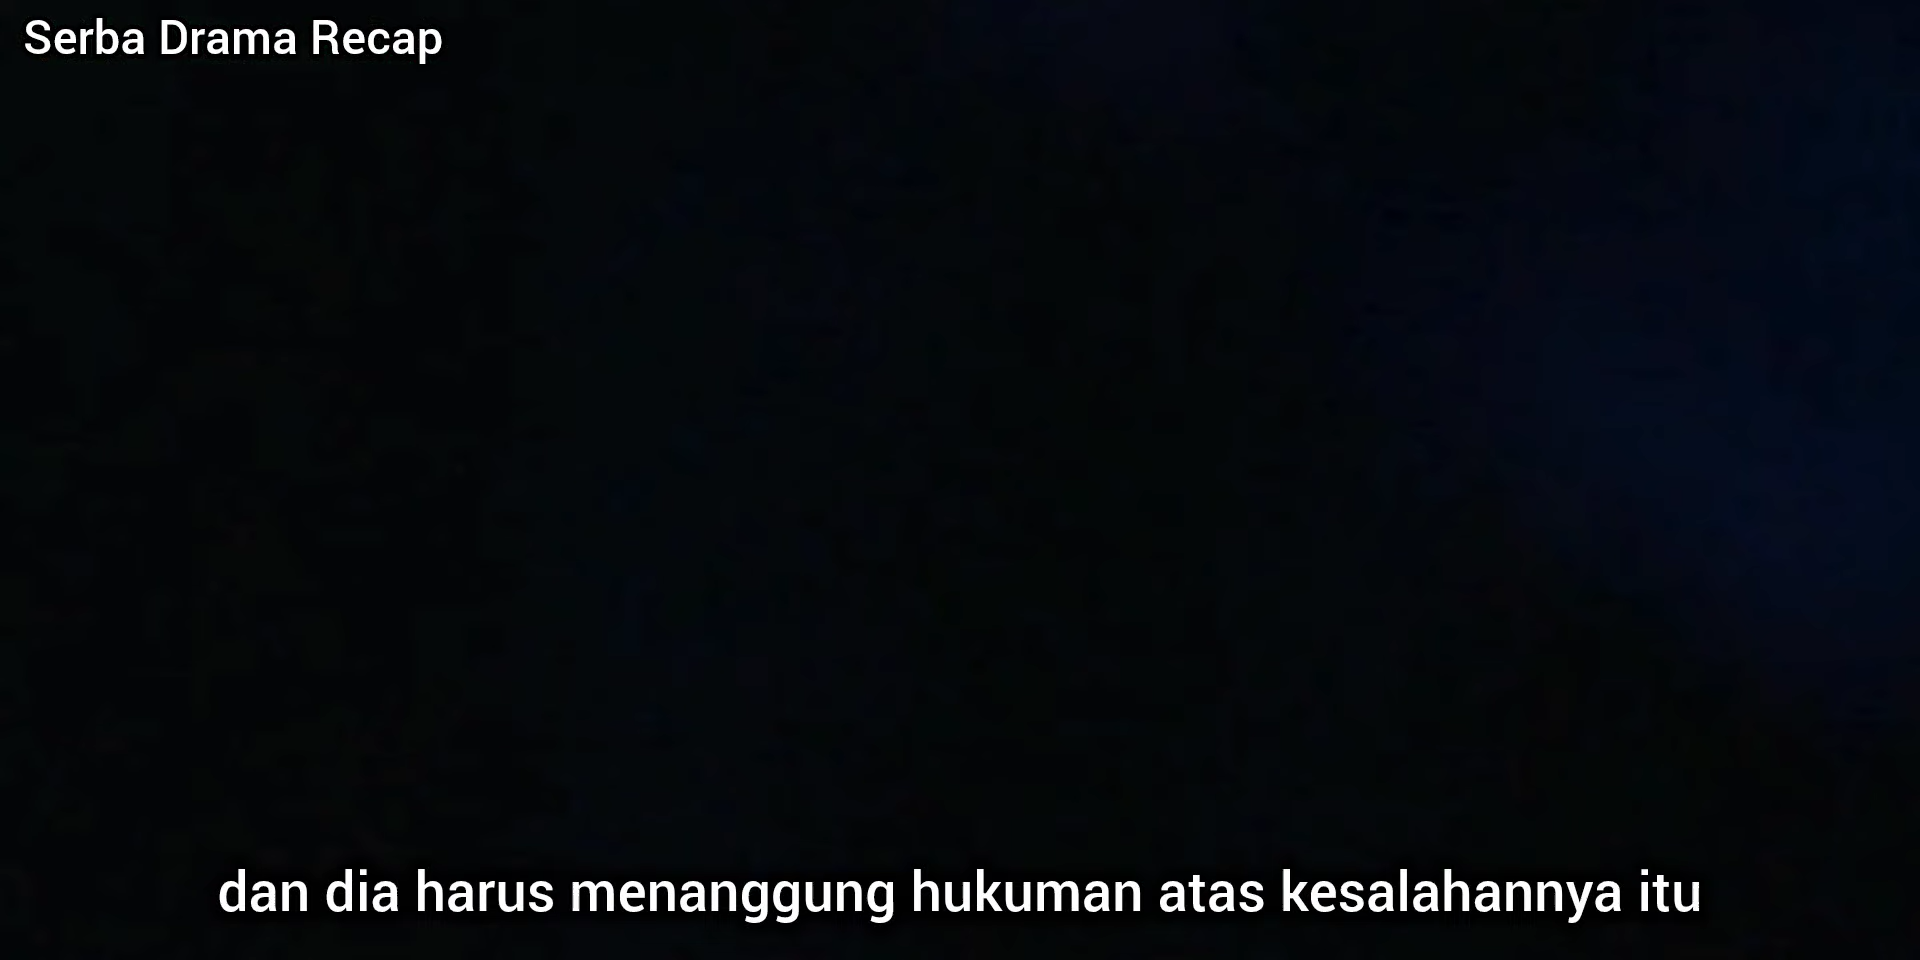 Serba Drama Recap
dan dia harus menanggung hukuman atas kesalahannya itu